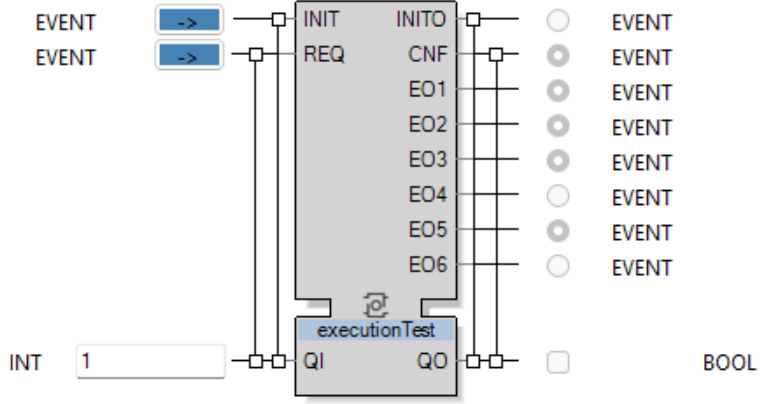 EVENT -> INIT INITO EVENT
EVENT -> REQ CNF EVENT
EO1 EVENT
EO2 EVENT
EO3 EVENT
EO4 EVENT
EO5 EVENT
EO6 EVENT
executionTest
INT 1 QI QO BOOL